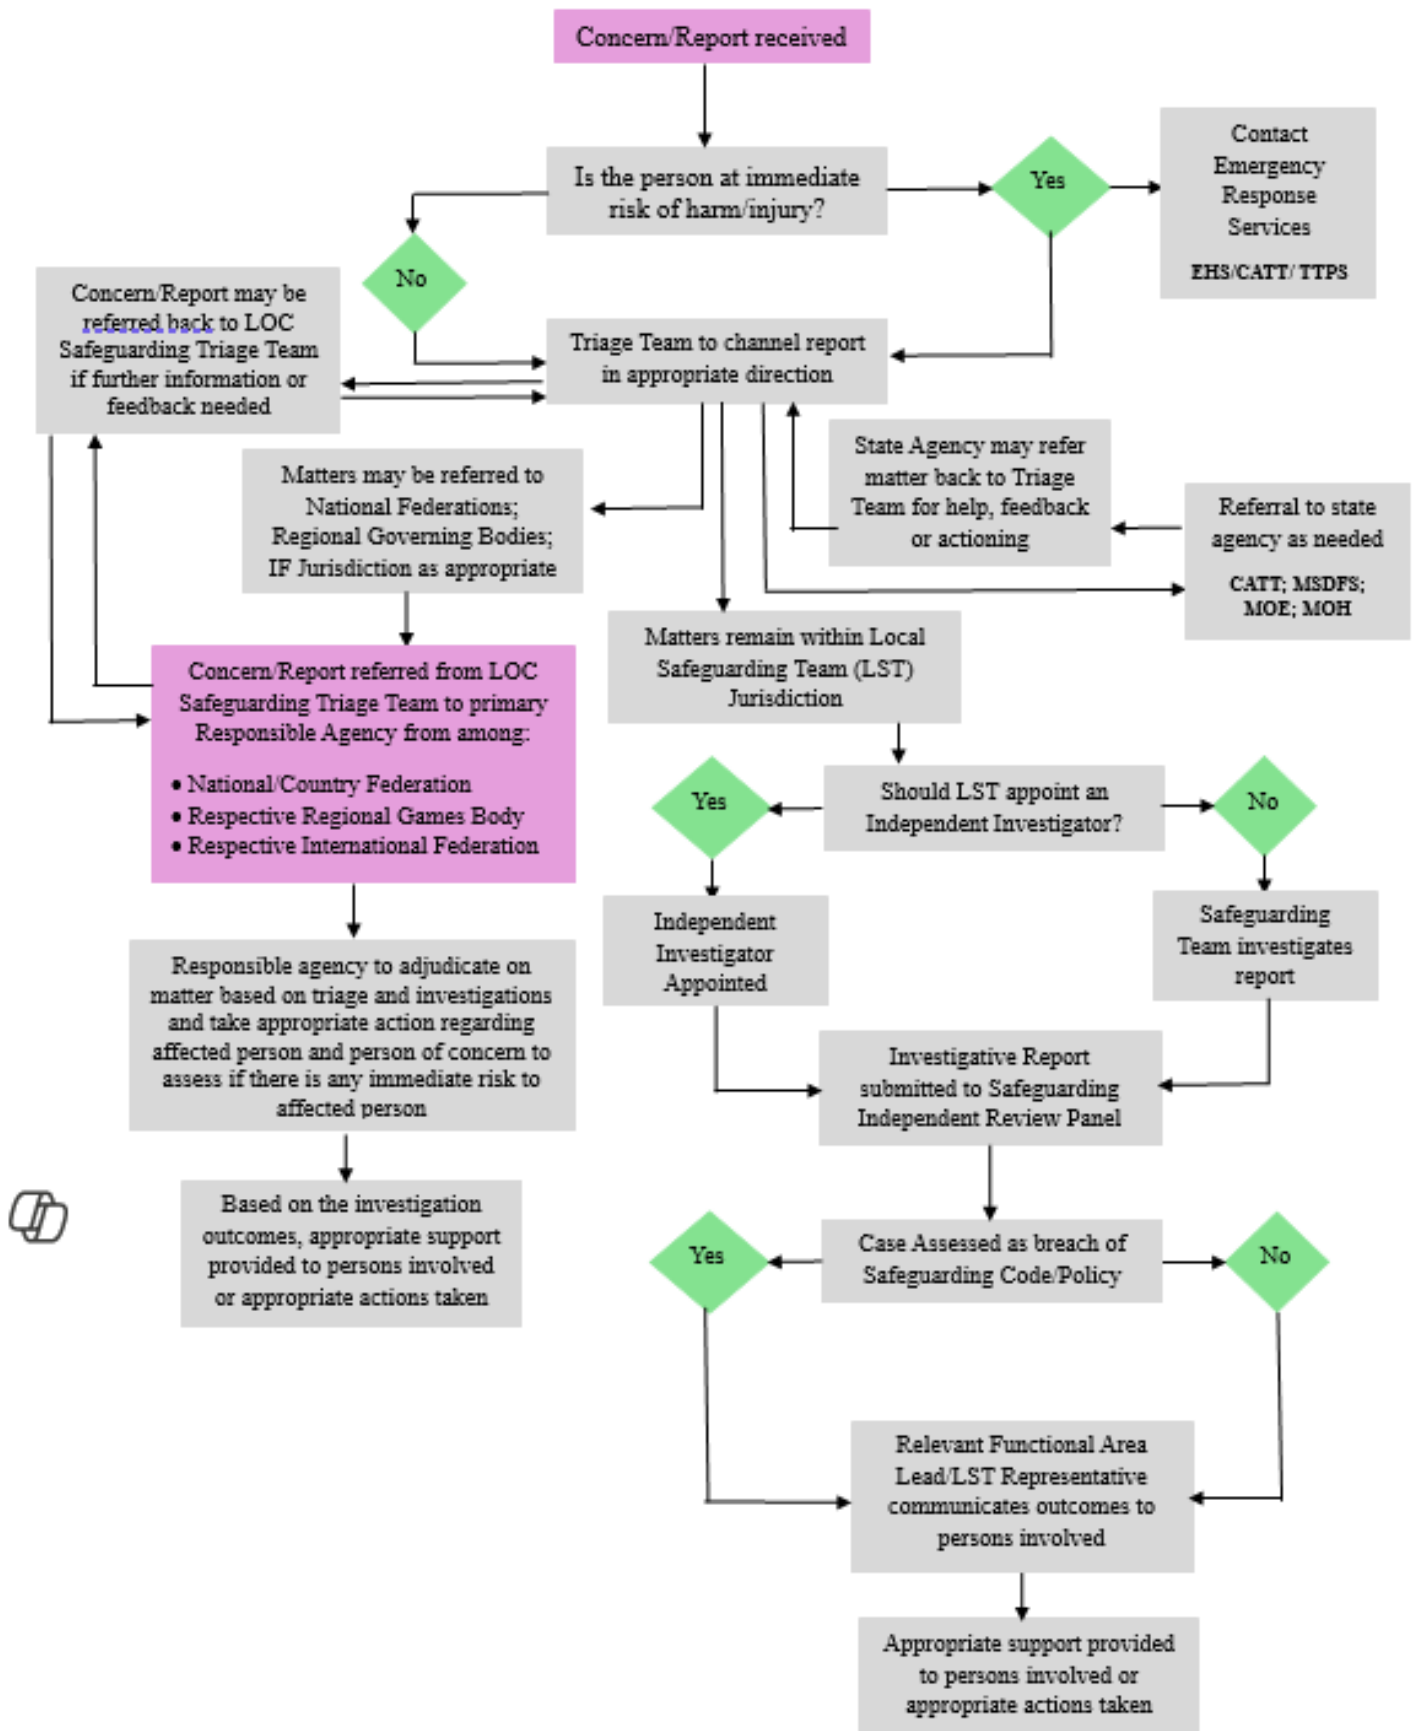 Concern/Report received
Is the person at immediate
risk of harm/injury?
Yes
Contact
Emergency
Response
Services
EHS/CATT/ TTPS
No
Concern/Report may be
referred back to LOC
Safeguarding Triage Team
if further information or
feedback needed
Triage Team to channel report
in appropriate direction
Matters may be referred to
National Federations;
Regional Governing Bodies;
IF Jurisdiction as appropriate
State Agency may refer
matter back to Triage
Team for help, feedback
or actioning
Referral to state
agency as needed
CATT; MSDFS;
MOE; MOH
Matters remain within Local
Safeguarding Team (LST)
Jurisdiction
Concern/Report referred from LOC
Safeguarding Triage Team to primary
Responsible Agency from among:
• National/Country Federation
• Respective Regional Games Body
• Respective International Federation
Yes
Should LST appoint an
Independent Investigator?
No
Independent
Investigator
Appointed
Safeguarding
Team investigates
report
Responsible agency to adjudicate on
matter based on triage and investigations
and take appropriate action regarding
affected person and person of concern to
assess if there is any immediate risk to
affected person
Investigative Report
submitted to Safeguarding
Independent Review Panel
Based on the investigation
outcomes, appropriate support
provided to persons involved
or appropriate actions taken
Yes
Case Assessed as breach of
Safeguarding Code/Policy
No
Relevant Functional Area
Lead/LST Representative
communicates outcomes to
persons involved
Appropriate support provided
to persons involved or
appropriate actions taken